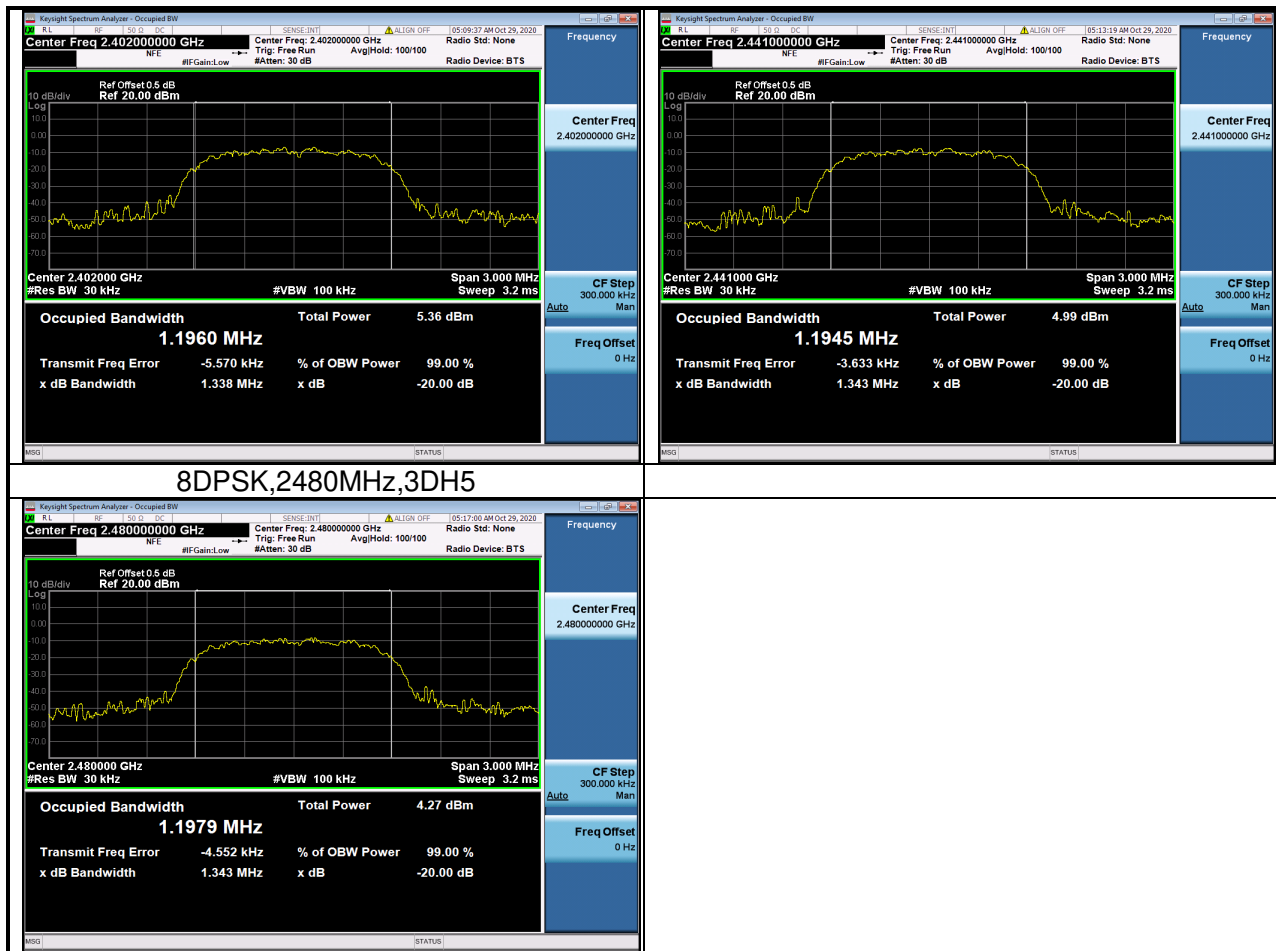 Keysight Spectrum Analyzer - Occupied BW
RL RF 50 Ω DC SENSE:INT ALIGN OFF 05:09:37 AM Oct 29, 2020
Center Freq 2.402000000 GHz Center Freq: 2.402000000 GHz Radio Std: None Frequency
NFE Trig: Free Run Avg|Hold: 100/100
#IFGain:Low #Atten: 30 dB Radio Device: BTS
Ref Offset 0.5 dB
10 dB/div Ref 20.00 dBm
Log
10.0
0.00
-10.0
-20.0
-30.0
-40.0
-50.0
-60.0
-70.0
Center Freq
2.402000000 GHz
Center 2.402000 GHz Span 3.000 MHz
#Res BW 30 kHz #VBW 100 kHz Sweep 3.2 ms
CF Step
300.000 kHz
Auto Man
Occupied Bandwidth Total Power 5.36 dBm
1.1960 MHz
Freq Offset
0 Hz
Transmit Freq Error -5.570 kHz % of OBW Power 99.00 %
x dB Bandwidth 1.338 MHz x dB -20.00 dB
MSG STATUS
Keysight Spectrum Analyzer - Occupied BW
RL RF 50 Ω DC SENSE:INT ALIGN OFF 05:13:19 AM Oct 29, 2020
Center Freq 2.441000000 GHz Center Freq: 2.441000000 GHz Radio Std: None Frequency
NFE Trig: Free Run Avg|Hold: 100/100
#IFGain:Low #Atten: 30 dB Radio Device: BTS
Ref Offset 0.5 dB
10 dB/div Ref 20.00 dBm
Log
10.0
0.00
-10.0
-20.0
-30.0
-40.0
-50.0
-60.0
-70.0
Center Freq
2.441000000 GHz
Center 2.441000 GHz Span 3.000 MHz
#Res BW 30 kHz #VBW 100 kHz Sweep 3.2 ms
CF Step
300.000 kHz
Auto Man
Occupied Bandwidth Total Power 4.99 dBm
1.1945 MHz
Freq Offset
0 Hz
Transmit Freq Error -3.633 kHz % of OBW Power 99.00 %
x dB Bandwidth 1.343 MHz x dB -20.00 dB
MSG STATUS
8DPSK,2480MHz,3DH5
Keysight Spectrum Analyzer - Occupied BW
RL RF 50 Ω DC SENSE:INT ALIGN OFF 05:17:00 AM Oct 29, 2020
Center Freq 2.480000000 GHz Center Freq: 2.480000000 GHz Radio Std: None Frequency
NFE Trig: Free Run Avg|Hold: 100/100
#IFGain:Low #Atten: 30 dB Radio Device: BTS
Ref Offset 0.5 dB
10 dB/div Ref 20.00 dBm
Log
10.0
0.00
-10.0
-20.0
-30.0
-40.0
-50.0
-60.0
-70.0
Center Freq
2.480000000 GHz
Center 2.480000 GHz Span 3.000 MHz
#Res BW 30 kHz #VBW 100 kHz Sweep 3.2 ms
CF Step
300.000 kHz
Auto Man
Occupied Bandwidth Total Power 4.27 dBm
1.1979 MHz
Freq Offset
0 Hz
Transmit Freq Error -4.552 kHz % of OBW Power 99.00 %
x dB Bandwidth 1.343 MHz x dB -20.00 dB
MSG STATUS